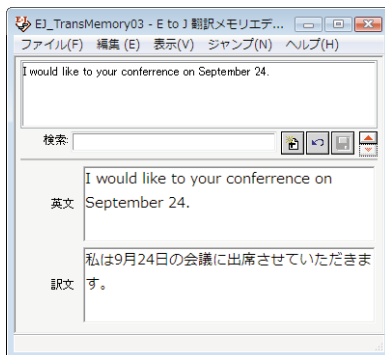 EJ_TransMemory03 - E to J 翻訳メモリエデ...
ファイル(F) 編集(E) 表示(V) ジャンプ(N) ヘルプ(H)
I would like to your conferrence on September 24.
検索:
英文
I would like to your conferrence on
September 24.
訳文
私は9月24日の会議に出席させていただきま
す。